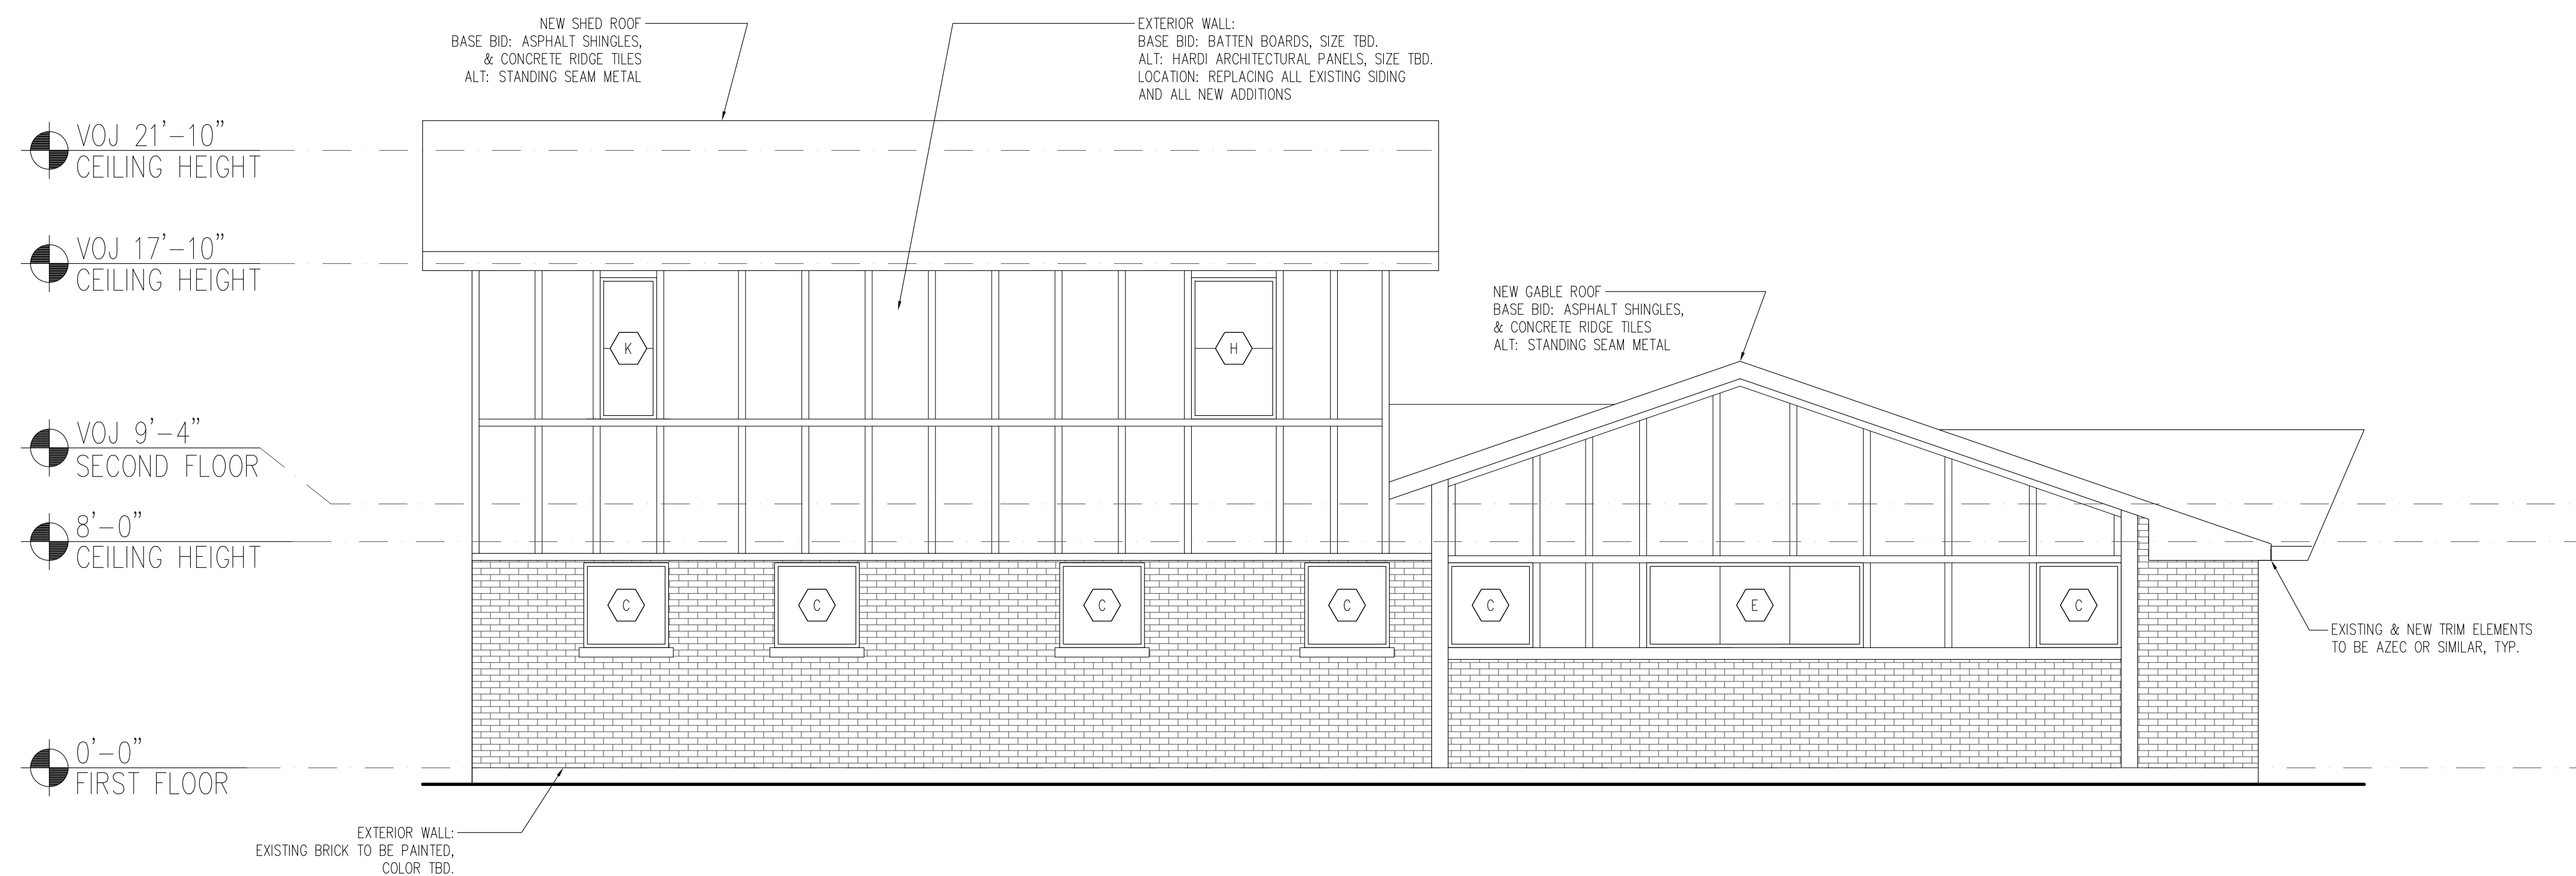 NEW SHED ROOF
BASE BID: ASPHALT SHINGLES,
& CONCRETE RIDGE TILES
ALT: STANDING SEAM METAL
EXTERIOR WALL:
BASE BID: BATTEN BOARDS, SIZE TBD.
ALT: HARDI ARCHITECTURAL PANELS, SIZE TBD.
LOCATION: REPLACING ALL EXISTING SIDING
AND ALL NEW ADDITIONS
VOJ 21'-10"
CEILING HEIGHT
VOJ 17'-10"
CEILING HEIGHT
NEW GABLE ROOF
BASE BID: ASPHALT SHINGLES,
& CONCRETE RIDGE TILES
ALT: STANDING SEAM METAL
K
H
VOJ 9'-4"
SECOND FLOOR
8'-0"
CEILING HEIGHT
C
C
C
C
C
E
C
EXISTING & NEW TRIM ELEMENTS
TO BE AZEC OR SIMILAR, TYP.
0'-0"
FIRST FLOOR
EXTERIOR WALL:
EXISTING BRICK TO BE PAINTED,
COLOR TBD.